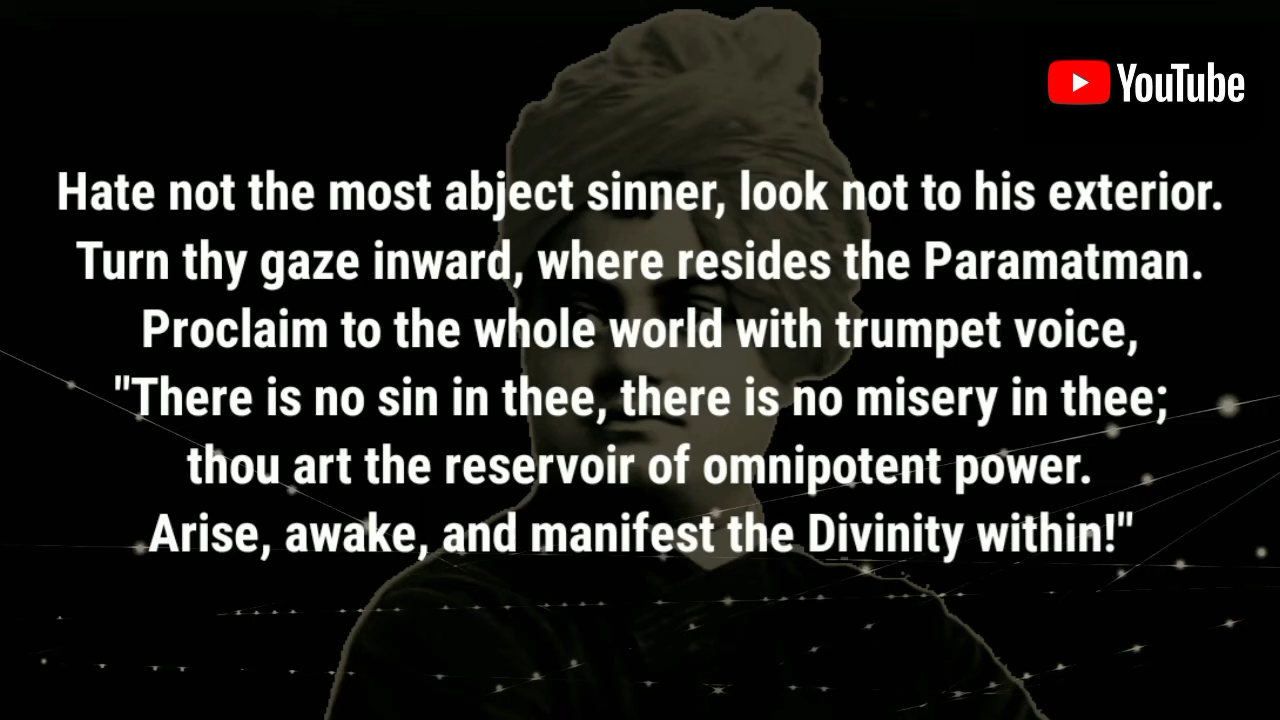 YouTube
Hate not the most abject sinner, look not to his exterior.
Turn thy gaze inward, where resides the Paramatman.
Proclaim to the whole world with trumpet voice,
"There is no sin in thee, there is no misery in thee;
thou art the reservoir of omnipotent power.
Arise, awake, and manifest the Divinity within!"